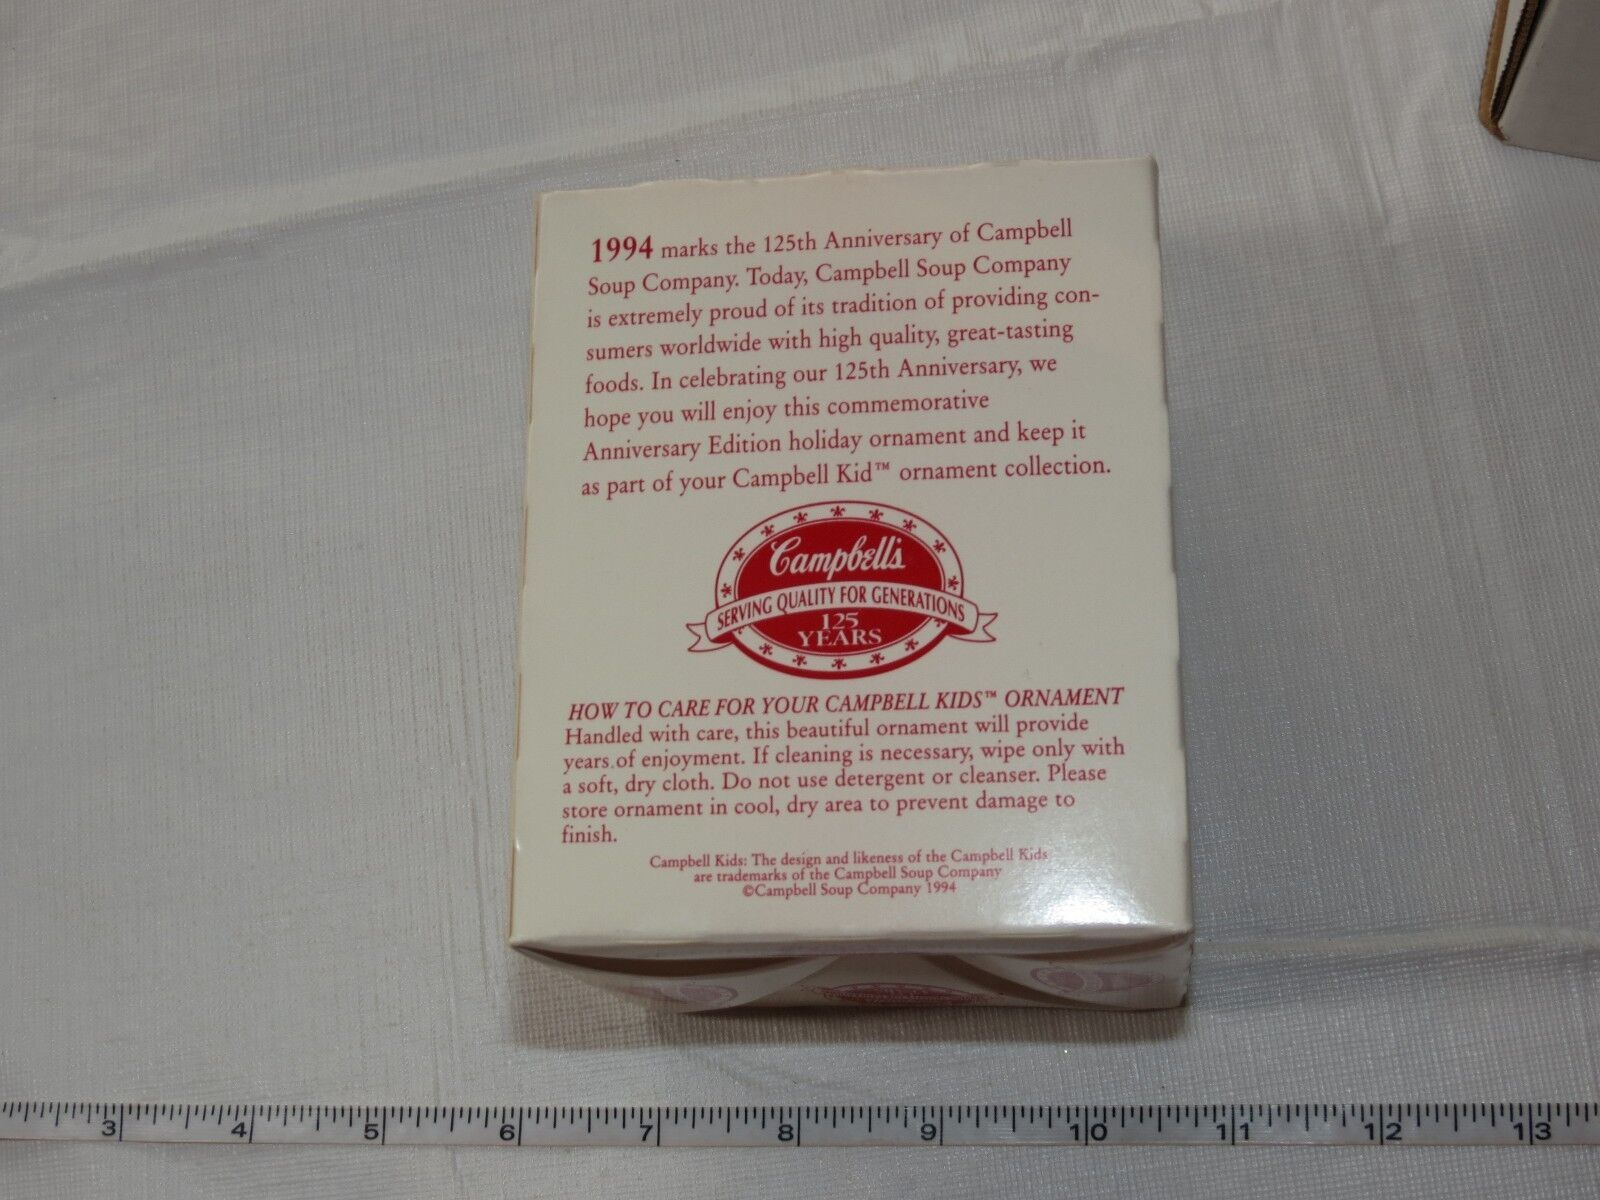 1994 marks the 125th Anniversary of Campbell
Soup Company. Today, Campbell Soup Company
is extremely proud of its tradition of providing con-
sumers worldwide with high quality, great-tasting
foods. In celebrating our 125th Anniversary, we
hope you will enjoy this commemorative
Anniversary Edition holiday ornament and keep it
as part of your Campbell Kid™ ornament collection.
Campbell's
SERVING QUALITY FOR GENERATIONS
125
YEARS
HOW TO CARE FOR YOUR CAMPBELL KIDS™ ORNAMENT
Handled with care, this beautiful ornament will provide
years of enjoyment. If cleaning is necessary, wipe only with
a soft, dry cloth. Do not use detergent or cleanser. Please
store ornament in cool, dry area to prevent damage to
finish.
Campbell Kids: The design and likeness of the Campbell Kids
are trademarks of the Campbell Soup Company
©Campbell Soup Company 1994
3 4 5 6 7 8 9 10 11 12 13